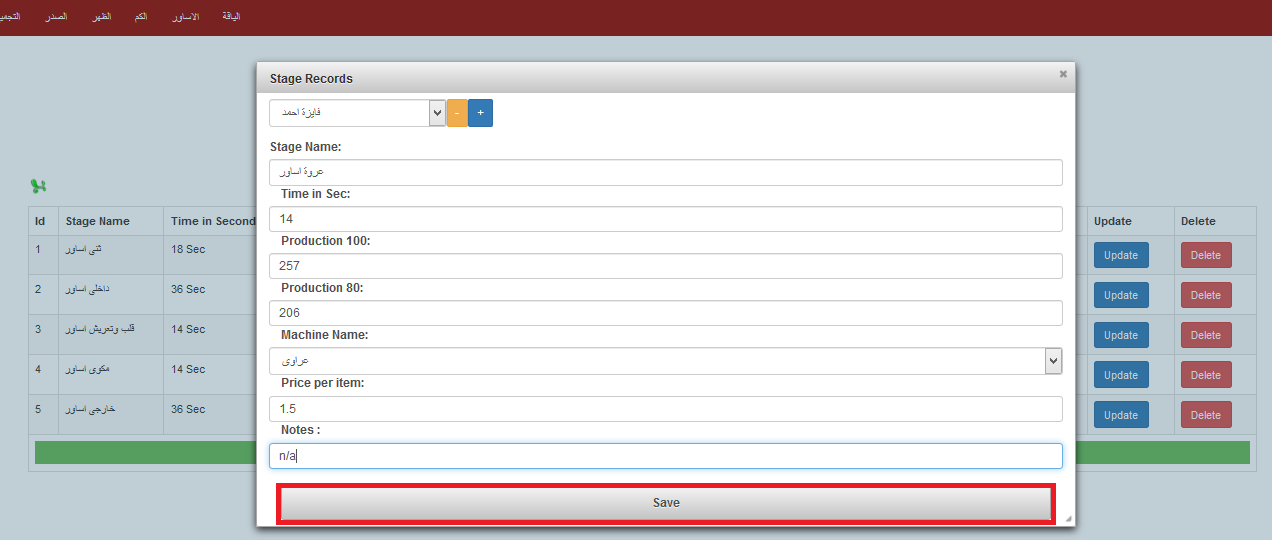 الياقة الاساور الكم الظهر الصدر التجمي
Stage Records
فايزة احمد - +
Stage Name:
عروة اساور
Time in Sec:
14
Production 100:
257
Production 80:
206
Machine Name:
عراوى
Price per item:
1.5
Notes :
n/a
Save
Id Stage Name Time in Second Update Delete
1 ثنى اساور 18 Sec Update Delete
2 داخلى اساور 36 Sec Update Delete
3 قلب وتعريش اساور 14 Sec Update Delete
4 مكوى اساور 14 Sec Update Delete
5 خارجى اساور 36 Sec Update Delete